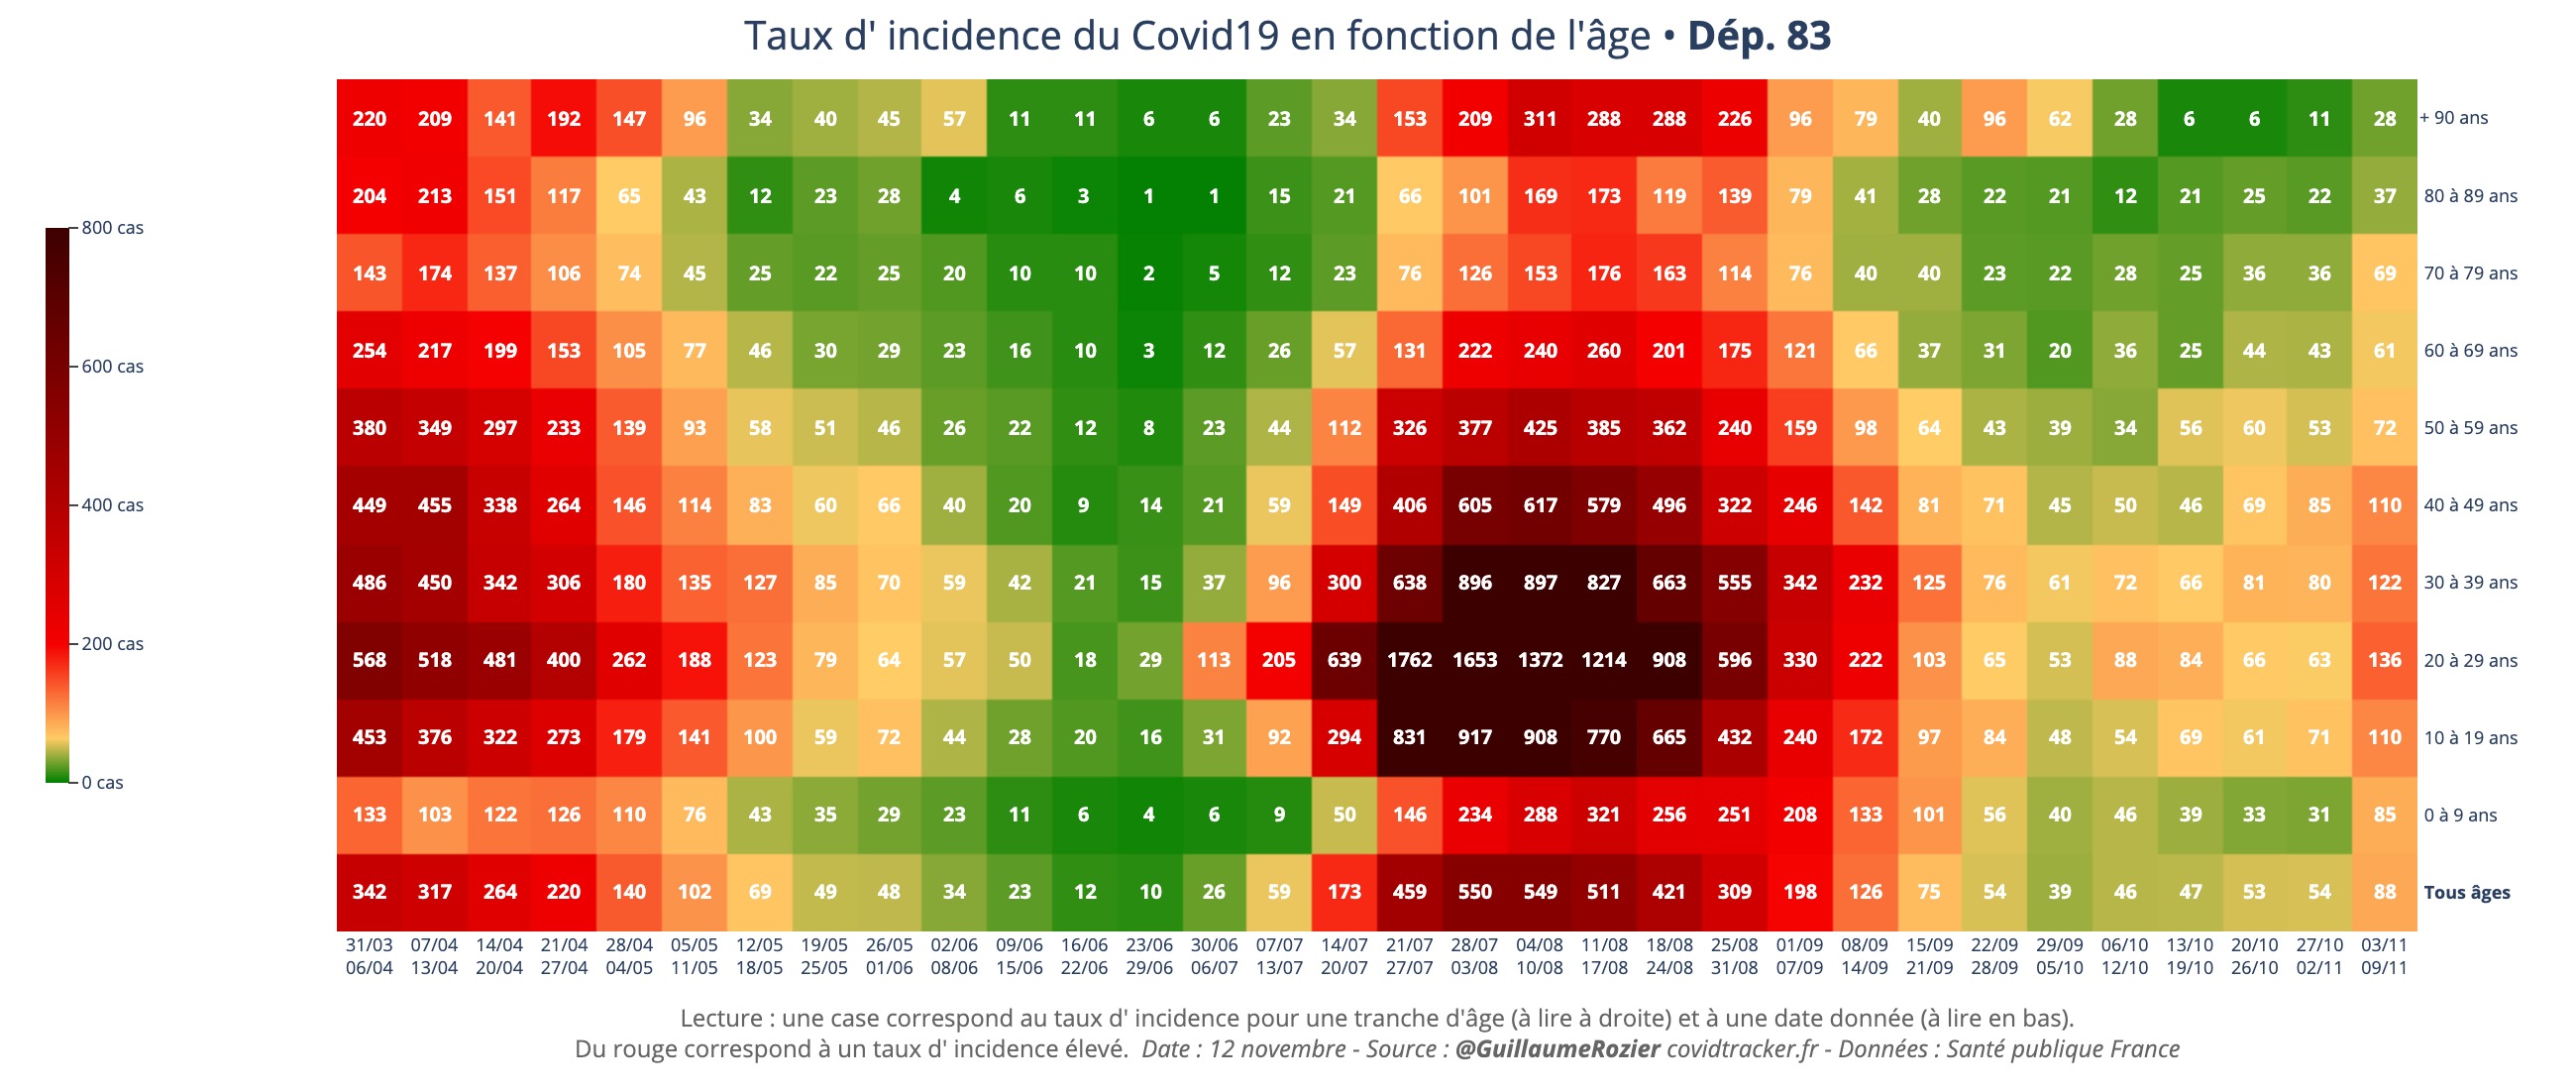 Taux d' incidence du Covid19 en fonction de l'âge • Dép. 83
800 cas
600 cas
400 cas
200 cas
0 cas
220 209 141 192 147 96 34 40 45 57 11 11 6 6 23 34 153 209 311 288 288 226 96 79 40 96 62 28 6 6 11 28 + 90 ans
204 213 151 117 65 43 12 23 28 4 6 3 1 1 15 21 66 101 169 173 119 139 79 41 28 22 21 12 21 25 22 37 80 à 89 ans
143 174 137 106 74 45 25 22 25 20 10 10 2 5 12 23 76 126 153 176 163 114 76 40 40 23 22 28 25 36 36 69 70 à 79 ans
254 217 199 153 105 77 46 30 29 23 16 10 3 12 26 57 131 222 240 260 201 175 121 66 37 31 20 36 25 44 43 61 60 à 69 ans
380 349 297 233 139 93 58 51 46 26 22 12 8 23 44 112 326 377 425 385 362 240 159 98 64 43 39 34 56 60 53 72 50 à 59 ans
449 455 338 264 146 114 83 60 66 40 20 9 14 21 59 149 406 605 617 579 496 322 246 142 81 71 45 50 46 69 85 110 40 à 49 ans
486 450 342 306 180 135 127 85 70 59 42 21 15 37 96 300 638 896 897 827 663 555 342 232 125 76 61 72 66 81 80 122 30 à 39 ans
568 518 481 400 262 188 123 79 64 57 50 18 29 113 205 639 1762 1653 1372 1214 908 596 330 222 103 65 53 88 84 66 63 136 20 à 29 ans
453 376 322 273 179 141 100 59 72 44 28 20 16 31 92 294 831 917 908 770 665 432 240 172 97 84 48 54 69 61 71 110 10 à 19 ans
133 103 122 126 110 76 43 35 29 23 11 6 4 6 9 50 146 234 288 321 256 251 208 133 101 56 40 46 39 33 31 85 0 à 9 ans
342 317 264 220 140 102 69 49 48 34 23 12 10 26 59 173 459 550 549 511 421 309 198 126 75 54 39 46 47 53 54 88 Tous âges
31/03 07/04 14/04 21/04 28/04 05/05 12/05 19/05 26/05 02/06 09/06 16/06 23/06 30/06 07/07 14/07 21/07 28/07 04/08 11/08 18/08 25/08 01/09 08/09 15/09 22/09 29/09 06/10 13/10 20/10 27/10 03/11
06/04 13/04 20/04 27/04 04/05 11/05 18/05 25/05 01/06 08/06 15/06 22/06 29/06 06/07 13/07 20/07 27/07 03/08 10/08 17/08 24/08 31/08 07/09 14/09 21/09 28/09 05/10 12/10 19/10 26/10 02/11 09/11
Lecture : une case correspond au taux d' incidence pour une tranche d'âge (à lire à droite) et à une date donnée (à lire en bas).
Du rouge correspond à un taux d' incidence élevé. Date : 12 novembre - Source : @GuillaumeRozier covidtracker.fr - Données : Santé publique France